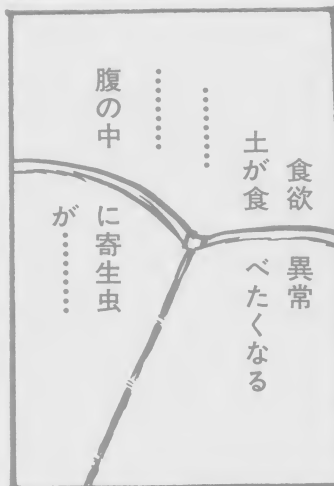 食欲異常
土が食べたくなる
………
………
腹の中に寄生虫
が………